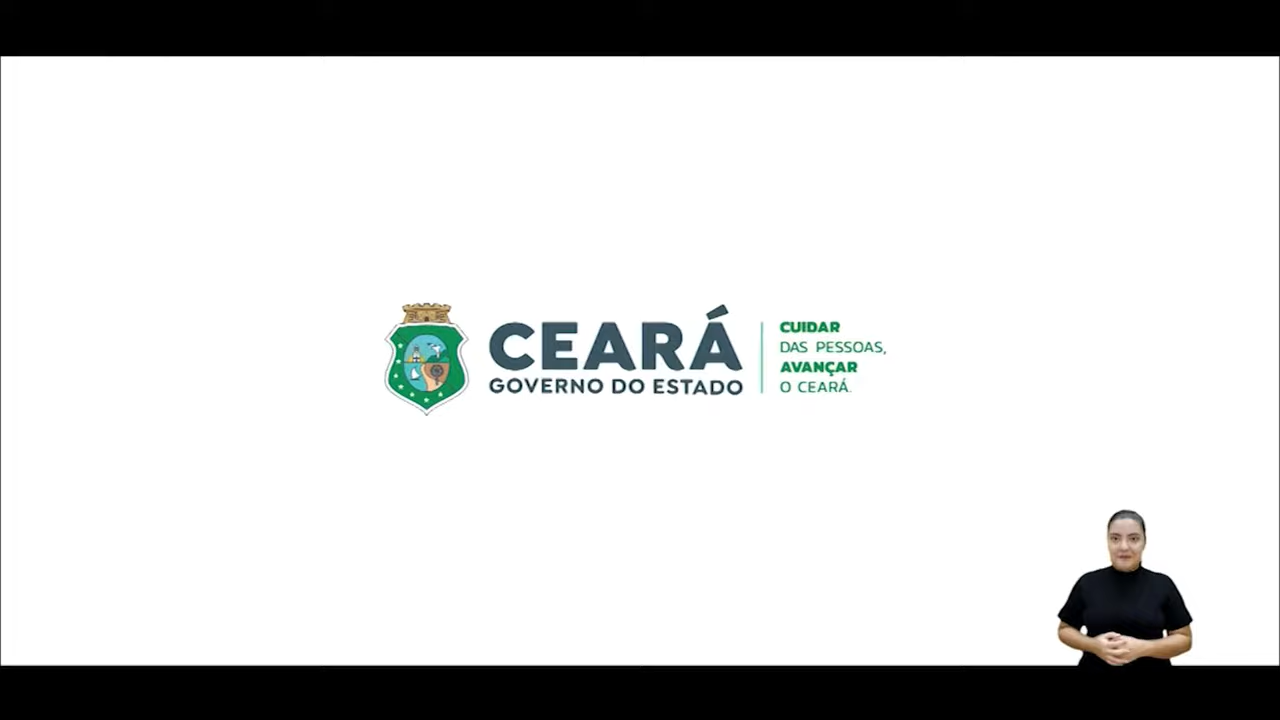 CEARÁ
GOVERNO DO ESTADO
CUIDAR
DAS PESSOAS,
AVANÇAR
O CEARÁ.